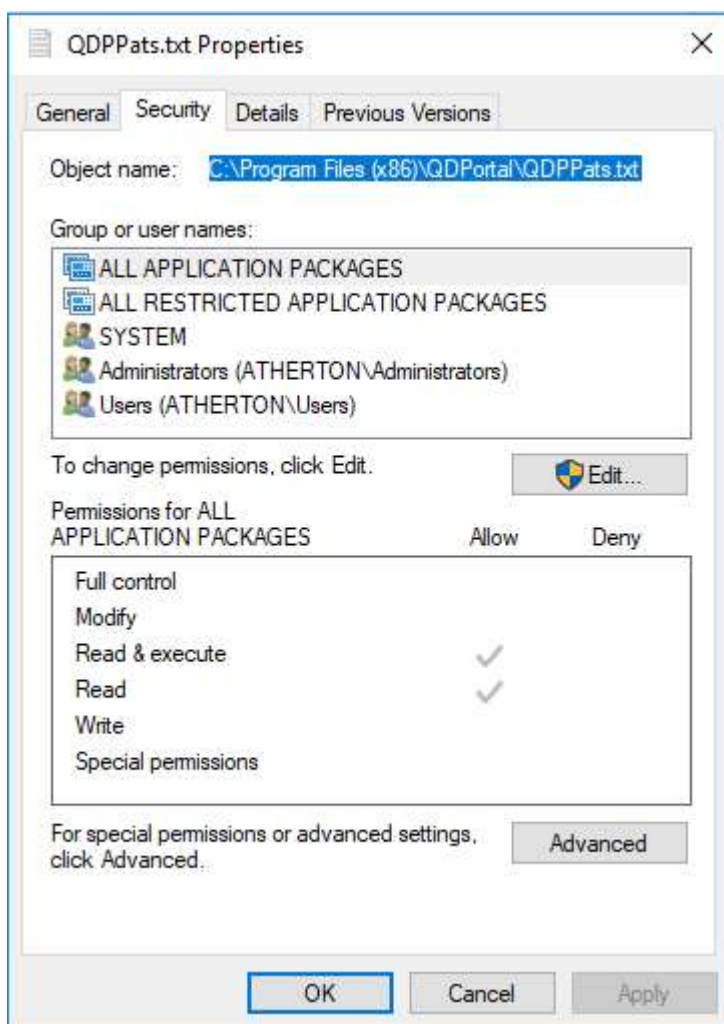 QDPPats.txt Properties
General Security Details Previous Versions
Object name: C:\Program Files (x86)\QDPortal\QDPPats.txt
Group or user names:
ALL APPLICATION PACKAGES
ALL RESTRICTED APPLICATION PACKAGES
SYSTEM
Administrators (ATHERTON\Administrators)
Users (ATHERTON\Users)
To change permissions, click Edit. Edit...
Permissions for ALL
APPLICATION PACKAGES Allow Deny
Full control
Modify
Read & execute
Read
Write
Special permissions
For special permissions or advanced settings,
click Advanced. Advanced
OK Cancel Apply